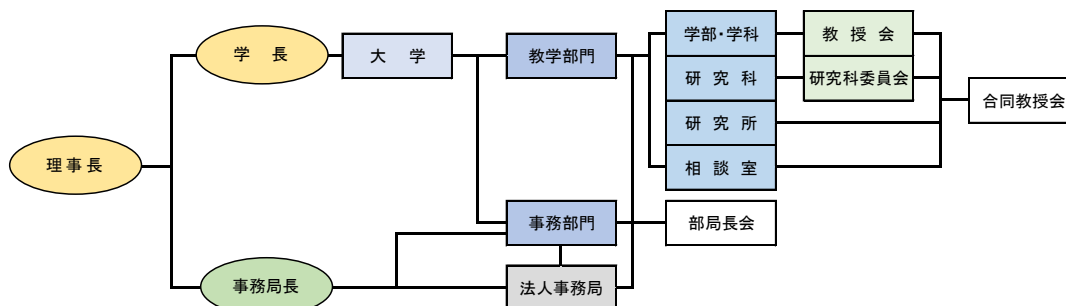 学 長
大 学
教学部門
学部・学科
教 授 会
研 究 科
研究科委員会
合同教授会
研 究 所
理 事 長
相 談 室
事務部門
部局長会
事務局長
法人事務局